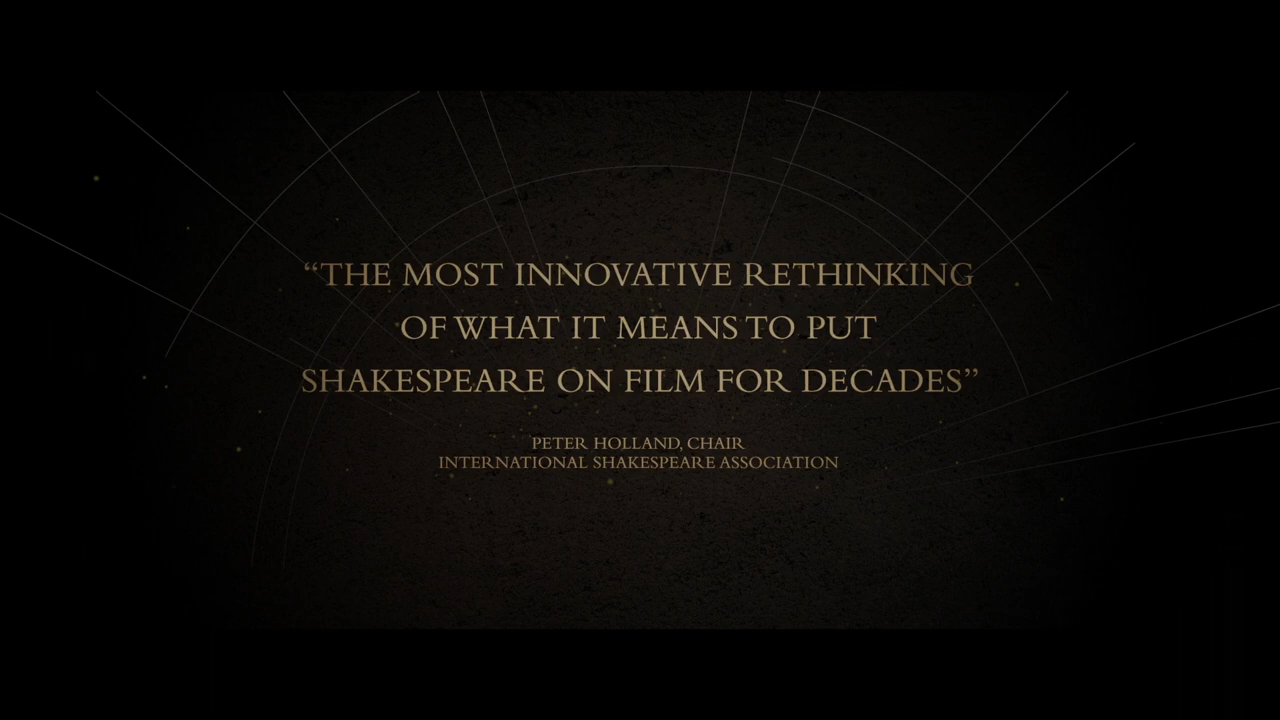 “THE MOST INNOVATIVE RETHINKING
OF WHAT IT MEANS TO PUT
SHAKESPEARE ON FILM FOR DECADES”
PETER HOLLAND, CHAIR
INTERNATIONAL SHAKESPEARE ASSOCIATION